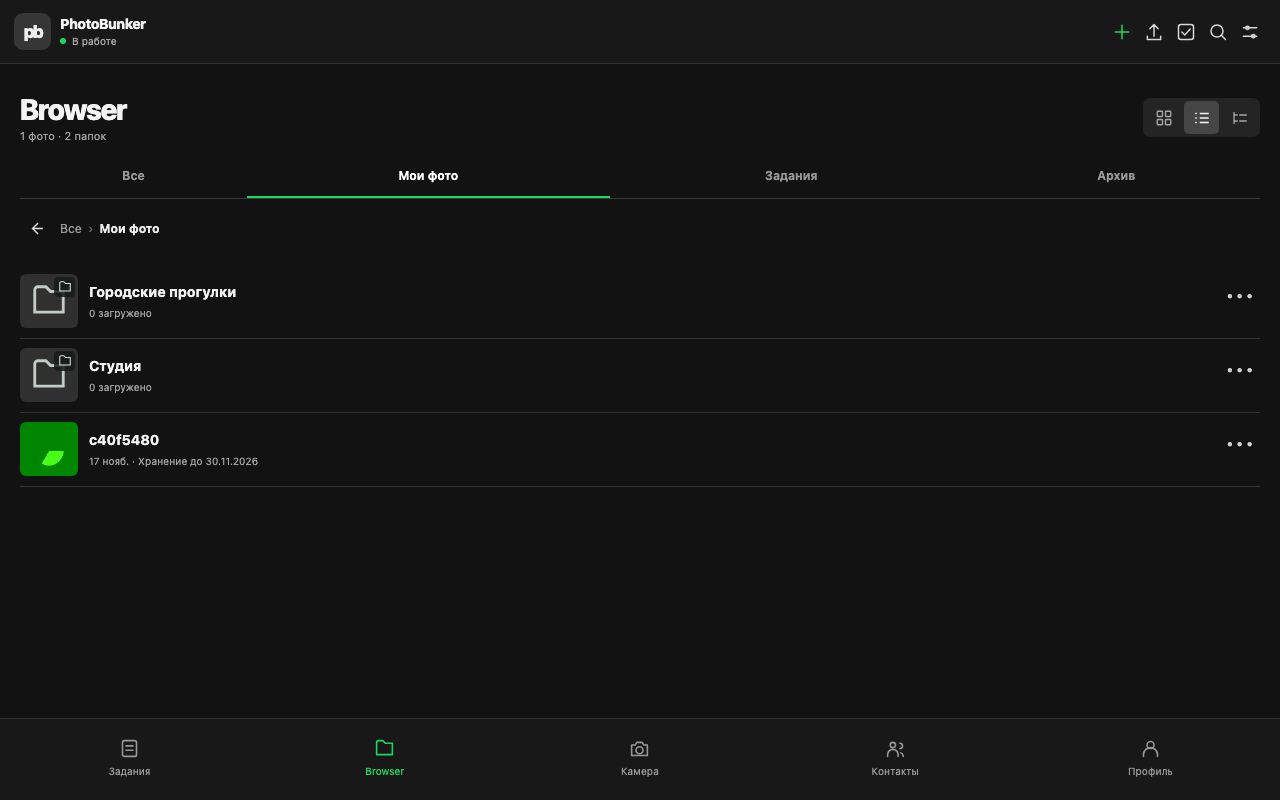 pb
PhotoBunker
В работе
Browser
1 фото · 2 папок
Все
Мои фото
Задания
Архив
Все › Мои фото
Городские прогулки
0 загружено
Студия
0 загружено
c40f5480
17 нояб. · Хранение до 30.11.2026
Задания
Browser
Камера
Контакты
Профиль